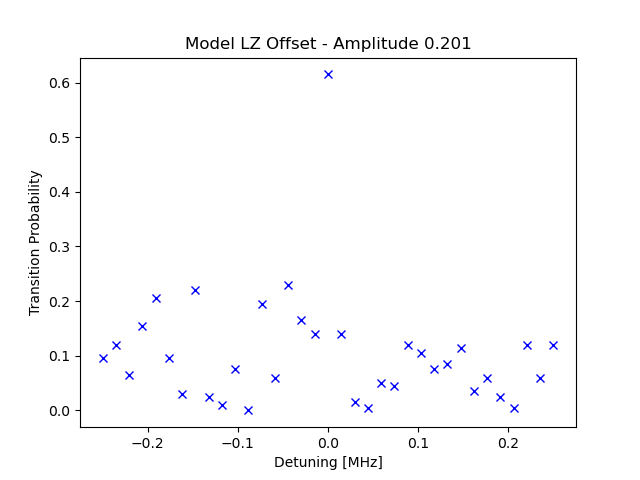 Model LZ Offset - Amplitude 0.201
Transition Probability
0.6
0.5
0.4
0.3
0.2
0.1
0.0
−0.2 −0.1 0.0 0.1 0.2
Detuning [MHz]